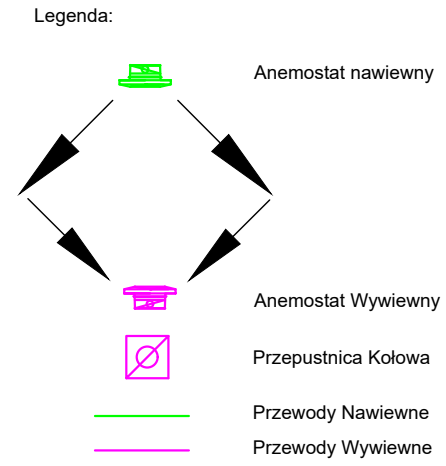 Legenda:
Anemostat nawiewny
Anemostat Wywiewny
Przepustnica Kołowa
Przewody Nawiewne
Przewody Wywiewne